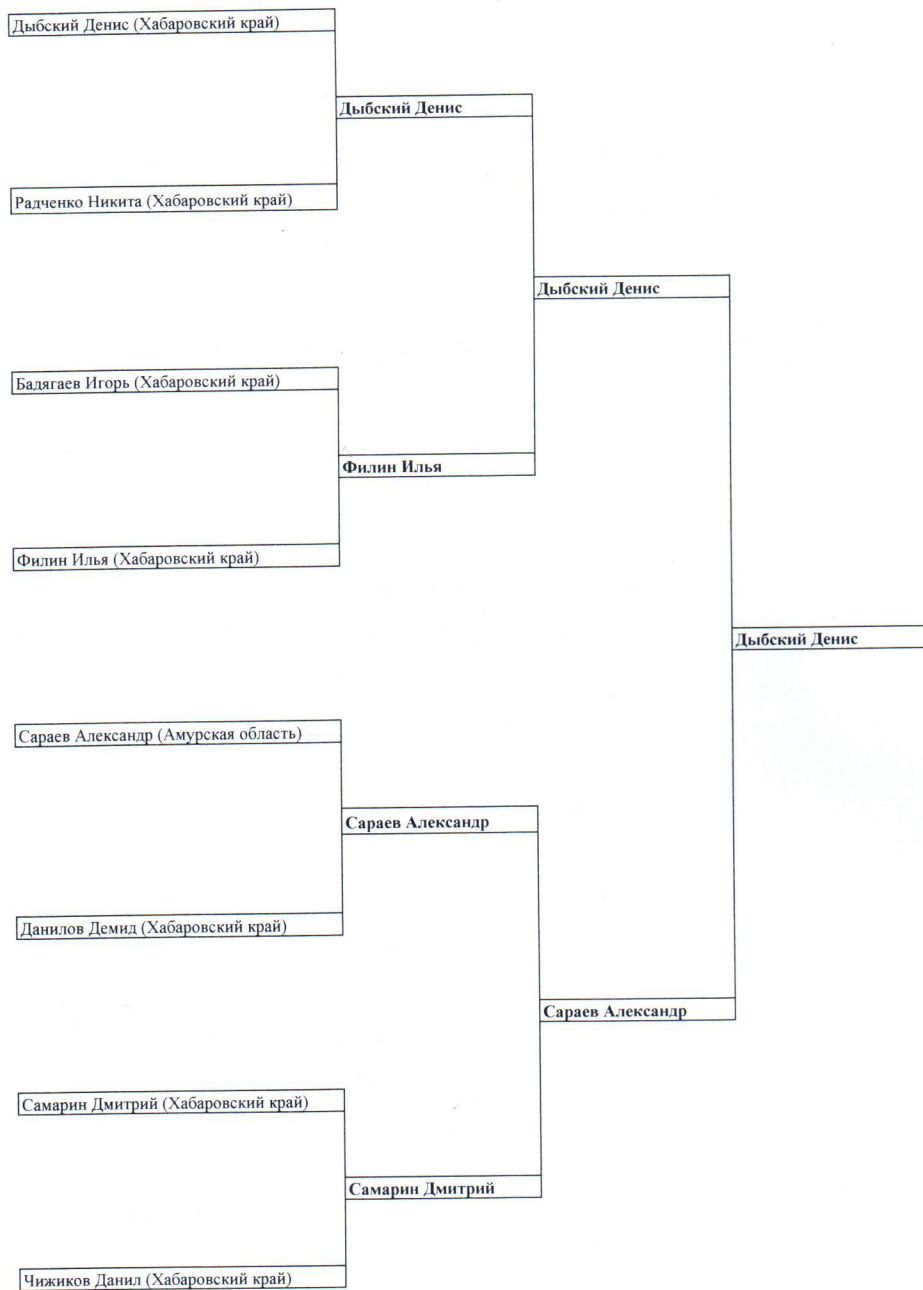 Дыбский Денис (Хабаровский край)
Дыбский Денис
Радченко Никита (Хабаровский край)
Дыбский Денис
Бадягаев Игорь (Хабаровский край)
Филин Илья
Филин Илья (Хабаровский край)
Дыбский Денис
Сараев Александр (Амурская область)
Сараев Александр
Данилов Демид (Хабаровский край)
Сараев Александр
Самарин Дмитрий (Хабаровский край)
Самарин Дмитрий
Чижиков Данил (Хабаровский край)